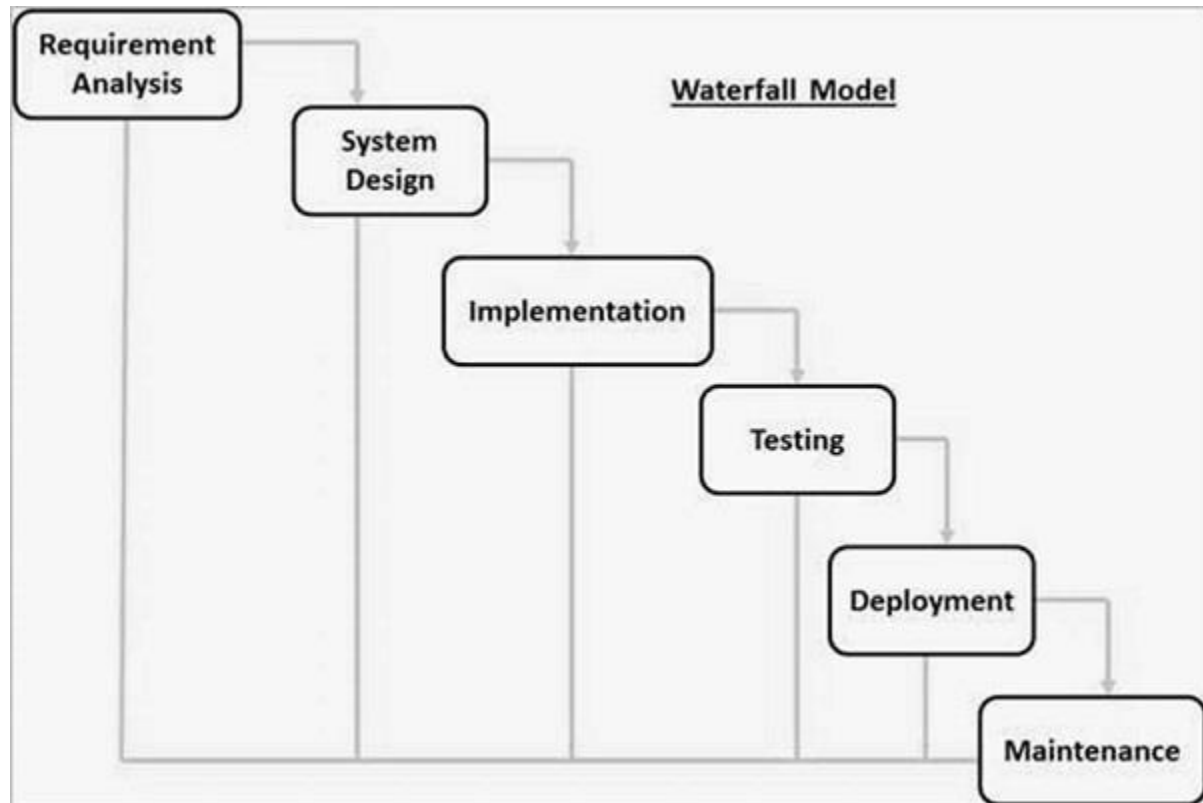 Requirement
Analysis
Waterfall Model
System
Design
Implementation
Testing
Deployment
Maintenance